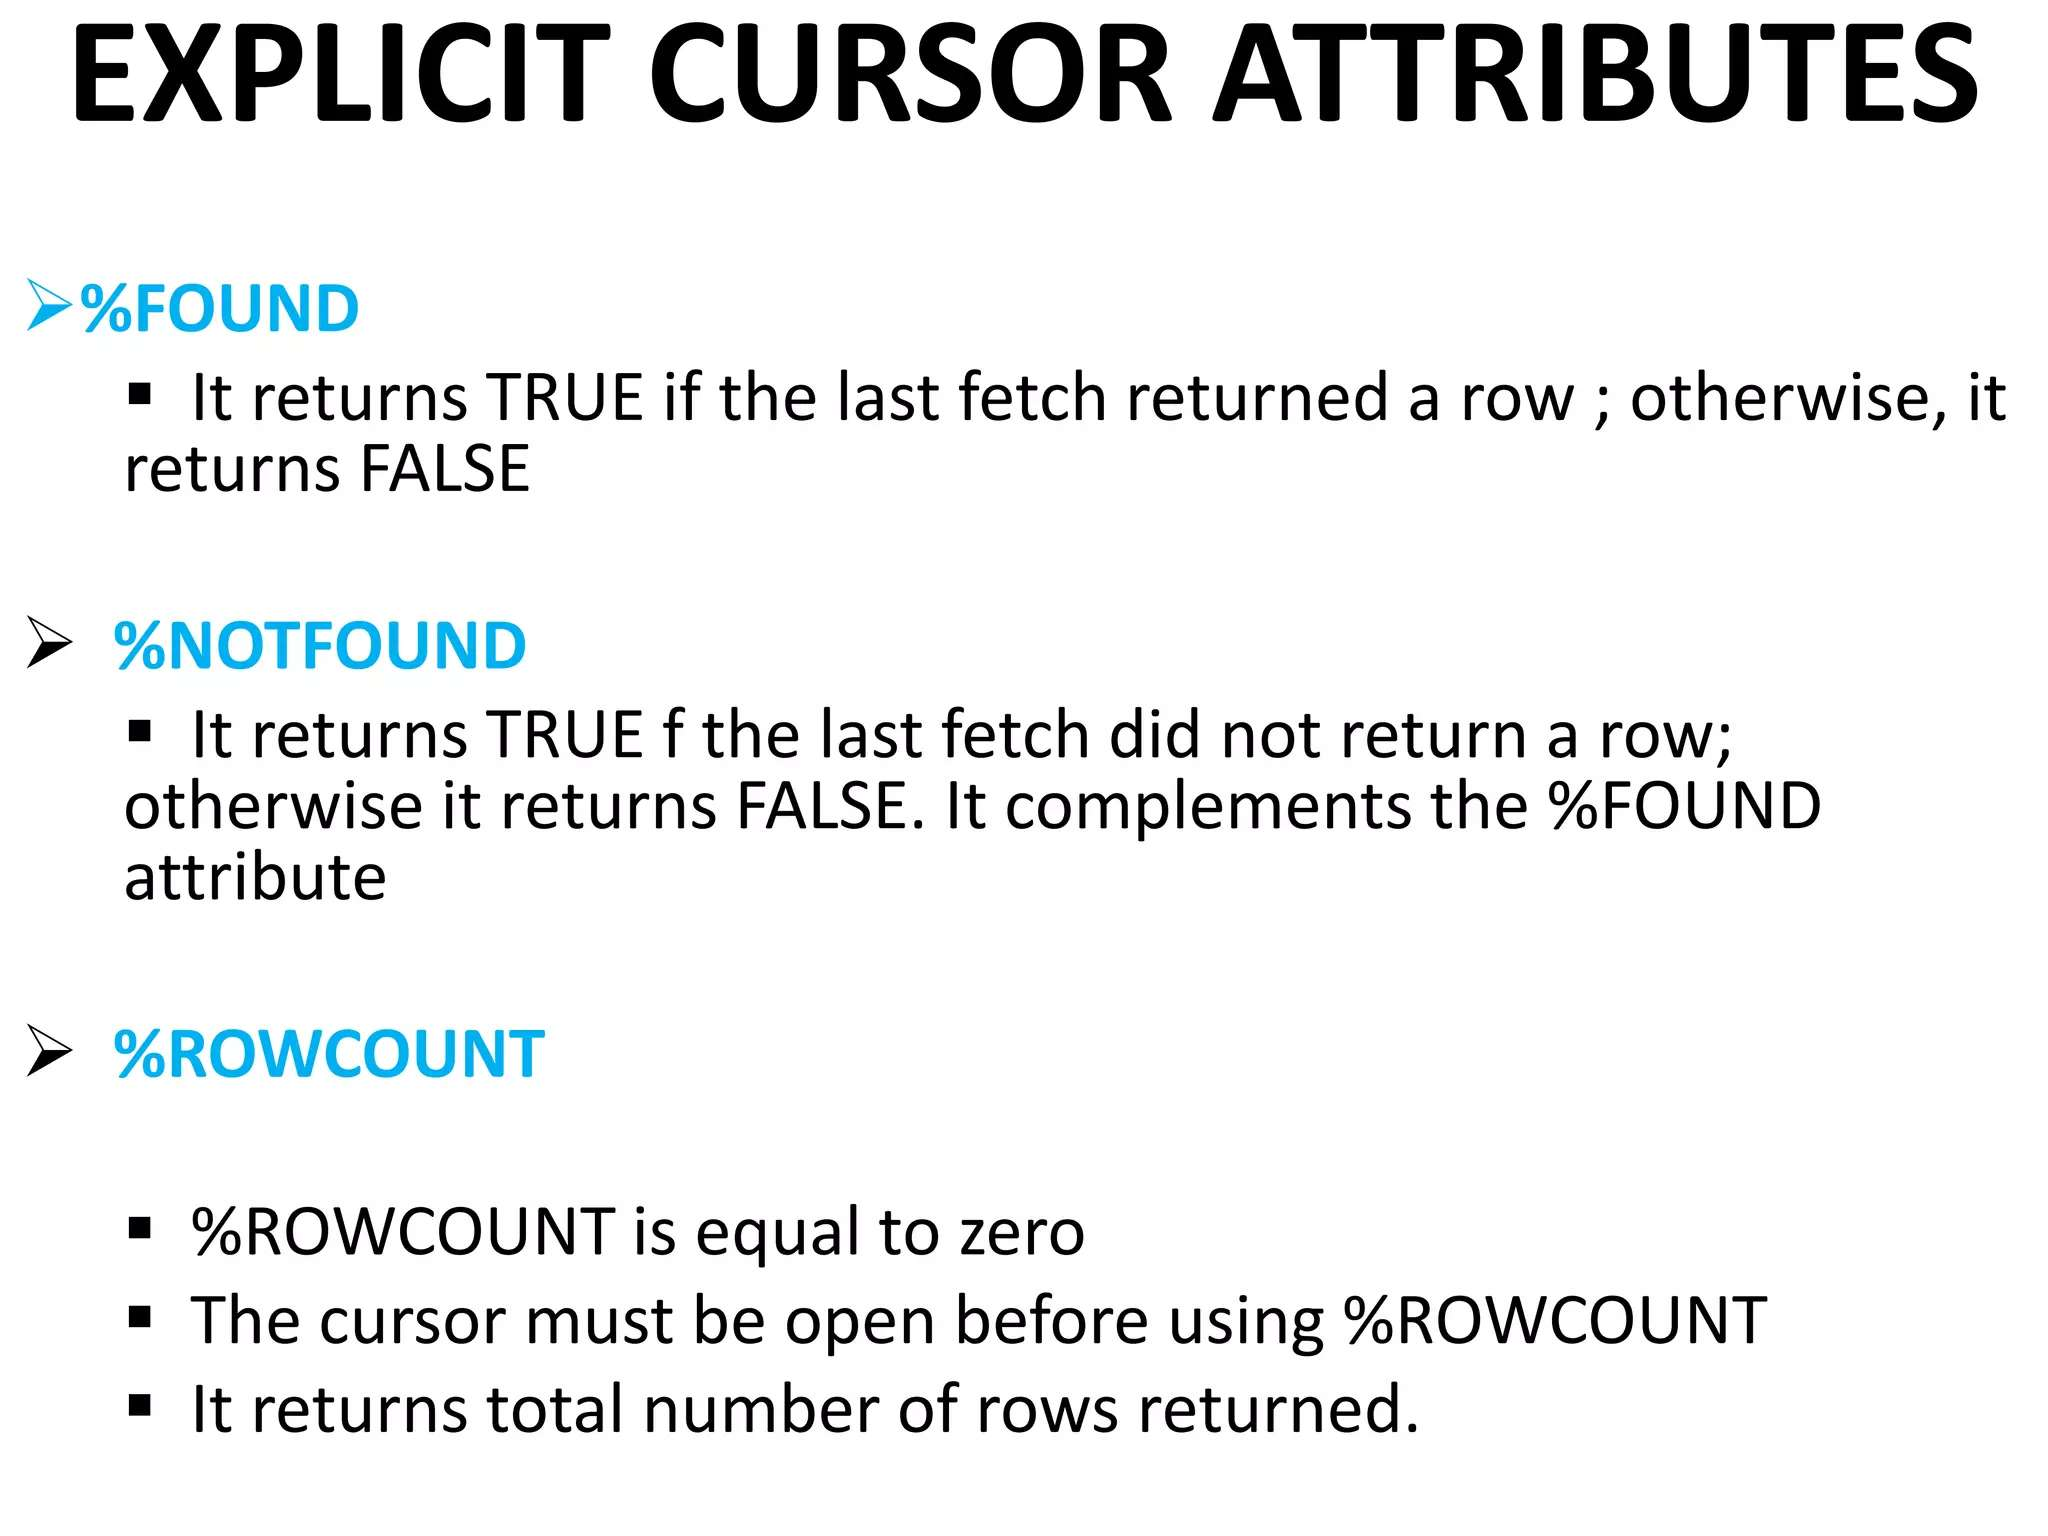 EXPLICIT CURSOR ATTRIBUTES
➢%FOUND
▪ It returns TRUE if the last fetch returned a row ; otherwise, it
returns FALSE
➢ %NOTFOUND
▪ It returns TRUE f the last fetch did not return a row;
otherwise it returns FALSE. It complements the %FOUND
attribute
➢ %ROWCOUNT
▪ %ROWCOUNT is equal to zero
▪ The cursor must be open before using %ROWCOUNT
▪ It returns total number of rows returned.